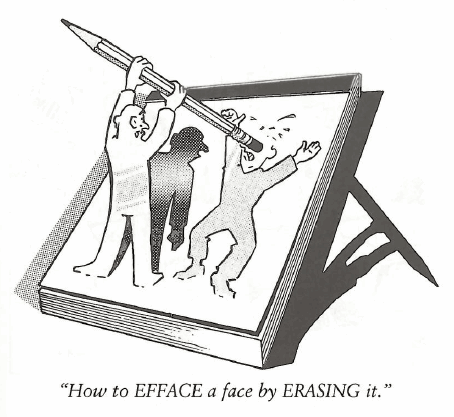 “How to EFFACE a face by ERASING it.”